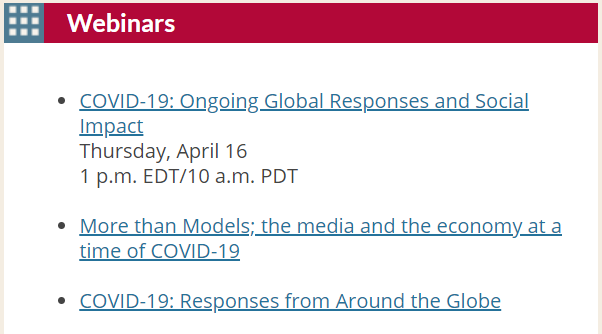 Webinars
COVID-19: Ongoing Global Responses and Social
Impact
Thursday, April 16
1 p.m. EDT/10 a.m. PDT
More than Models; the media and the economy at a
time of COVID-19
COVID-19: Responses from Around the Globe